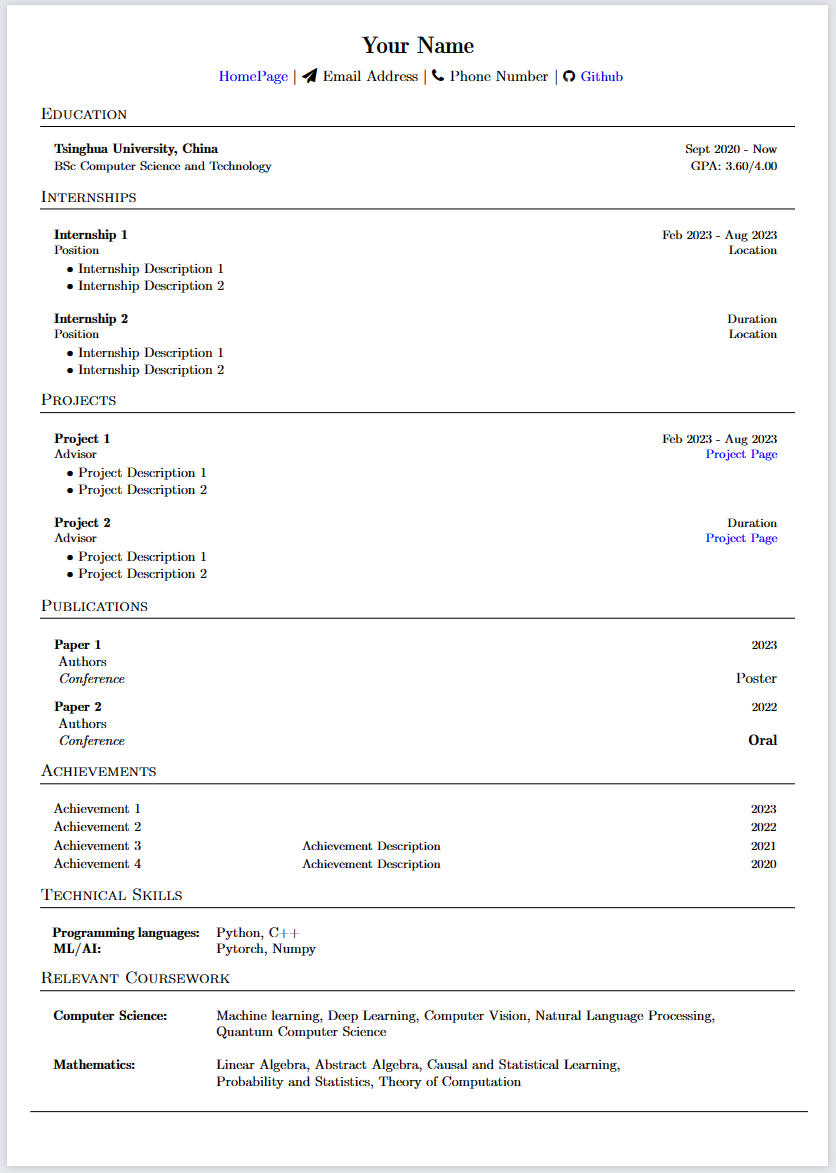 Your Name
HomePage | Email Address | Phone Number | Github
Education
Tsinghua University, China Sept 2020 - Now
BSc Computer Science and Technology GPA: 3.60/4.00
Internships
Internship 1 Feb 2023 - Aug 2023
Position Location
• Internship Description 1
• Internship Description 2
Internship 2 Duration
Position Location
• Internship Description 1
• Internship Description 2
Projects
Project 1 Feb 2023 - Aug 2023
Advisor Project Page
• Project Description 1
• Project Description 2
Project 2 Duration
Advisor Project Page
• Project Description 1
• Project Description 2
Publications
Paper 1 2023
Authors
Conference Poster
Paper 2 2022
Authors
Conference Oral
Achievements
Achievement 1 2023
Achievement 2 2022
Achievement 3 Achievement Description 2021
Achievement 4 Achievement Description 2020
Technical Skills
Programming languages: Python, C++
ML/AI: Pytorch, Numpy
Relevant Coursework
Computer Science: Machine learning, Deep Learning, Computer Vision, Natural Language Processing,
Quantum Computer Science
Mathematics: Linear Algebra, Abstract Algebra, Causal and Statistical Learning,
Probability and Statistics, Theory of Computation